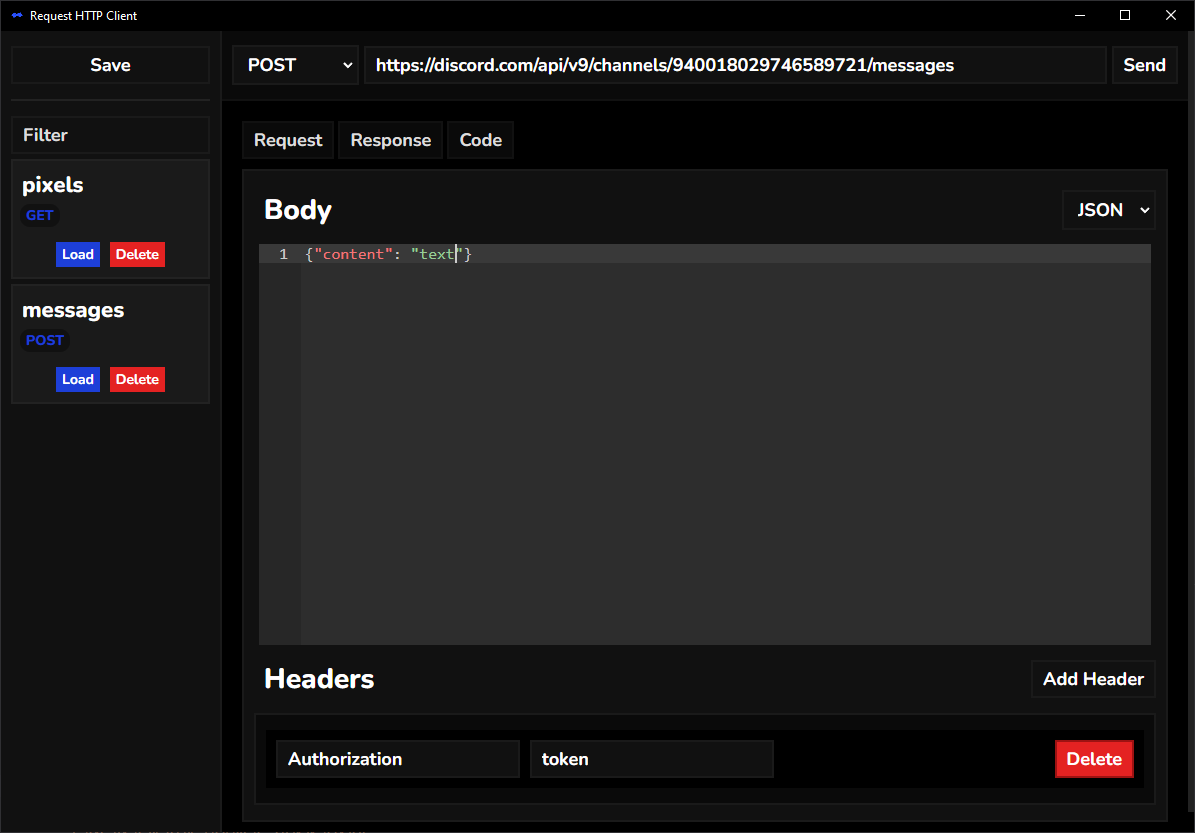 Request HTTP Client
Save
POST
https://discord.com/api/v9/channels/940018029746589721/messages
Send
Filter
pixels
GET
Load Delete
messages
POST
Load Delete
Request Response Code
Body
JSON
1 {"content": "text"}
Headers
Add Header
Authorization token Delete